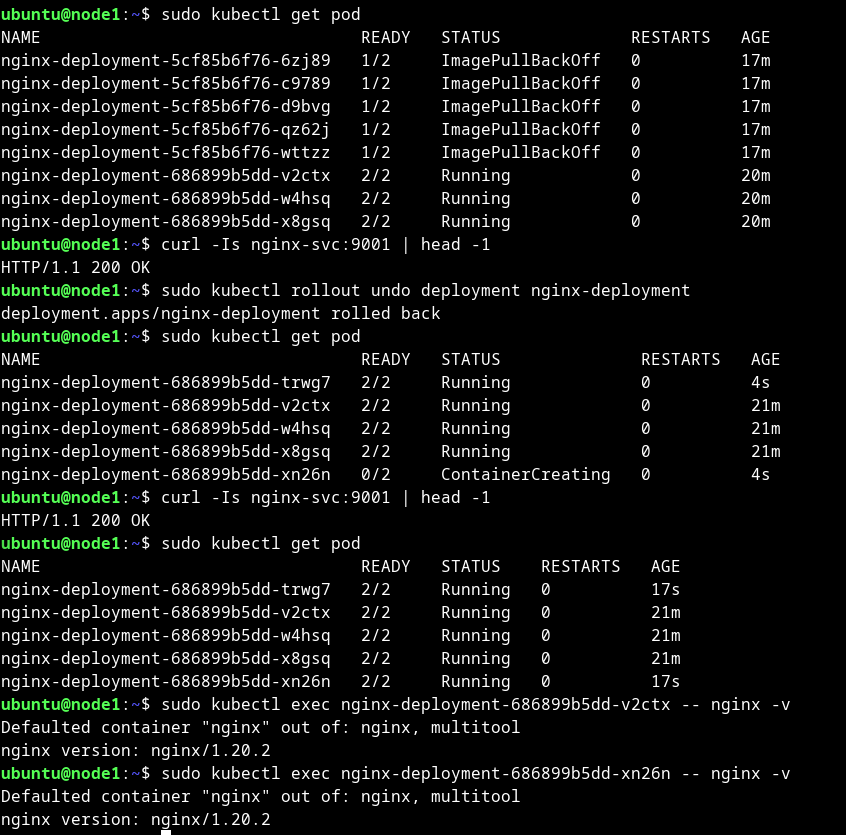 ubuntu@node1:~$ sudo kubectl get pod
NAME                                READY   STATUS             RESTARTS   AGE
nginx-deployment-5cf85b6f76-6zj89   1/2     ImagePullBackOff   0          17m
nginx-deployment-5cf85b6f76-c9789   1/2     ImagePullBackOff   0          17m
nginx-deployment-5cf85b6f76-d9bvg   1/2     ImagePullBackOff   0          17m
nginx-deployment-5cf85b6f76-qz62j   1/2     ImagePullBackOff   0          17m
nginx-deployment-5cf85b6f76-wttzz   1/2     ImagePullBackOff   0          17m
nginx-deployment-686899b5dd-v2ctx   2/2     Running            0          20m
nginx-deployment-686899b5dd-w4hsq   2/2     Running            0          20m
nginx-deployment-686899b5dd-x8gsq   2/2     Running            0          20m
ubuntu@node1:~$ curl -Is nginx-svc:9001 | head -1
HTTP/1.1 200 OK
ubuntu@node1:~$ sudo kubectl rollout undo deployment nginx-deployment
deployment.apps/nginx-deployment rolled back
ubuntu@node1:~$ sudo kubectl get pod
NAME                                READY   STATUS              RESTARTS   AGE
nginx-deployment-686899b5dd-trwg7   2/2     Running             0          4s
nginx-deployment-686899b5dd-v2ctx   2/2     Running             0          21m
nginx-deployment-686899b5dd-w4hsq   2/2     Running             0          21m
nginx-deployment-686899b5dd-x8gsq   2/2     Running             0          21m
nginx-deployment-686899b5dd-xn26n   0/2     ContainerCreating   0          4s
ubuntu@node1:~$ curl -Is nginx-svc:9001 | head -1
HTTP/1.1 200 OK
ubuntu@node1:~$ sudo kubectl get pod
NAME                                READY   STATUS    RESTARTS   AGE
nginx-deployment-686899b5dd-trwg7   2/2     Running   0          17s
nginx-deployment-686899b5dd-v2ctx   2/2     Running   0          21m
nginx-deployment-686899b5dd-w4hsq   2/2     Running   0          21m
nginx-deployment-686899b5dd-x8gsq   2/2     Running   0          21m
nginx-deployment-686899b5dd-xn26n   2/2     Running   0          17s
ubuntu@node1:~$ sudo kubectl exec nginx-deployment-686899b5dd-v2ctx -- nginx -v
Defaulted container "nginx" out of: nginx, multitool
nginx version: nginx/1.20.2
ubuntu@node1:~$ sudo kubectl exec nginx-deployment-686899b5dd-xn26n -- nginx -v
Defaulted container "nginx" out of: nginx, multitool
nginx version: nginx/1.20.2